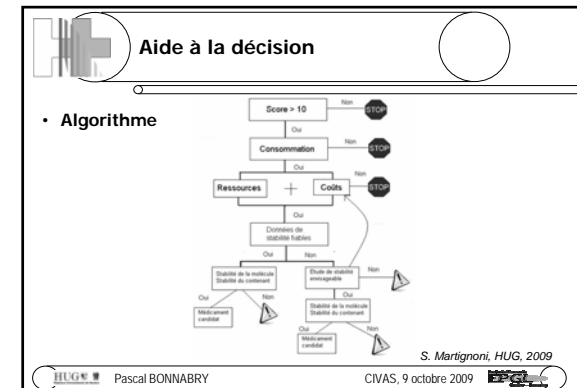 Aide à la décision
• Algorithme
Score > 10
Non
STOP
Oui
Consommation
Non
STOP
Oui
Non
Ressources + Coûts STOP
Oui
Données de
stabilité fiables
Oui Non
Stabilité de la molécule
Stabilité du contenant
Etude de stabilité
envisageable
Non
Oui Non
Oui
Médicament
candidat
Stabilité de la molécule
Stabilité du contenant
Oui Non
Médicament
candidat
S. Martignoni, HUG, 2009
HUG Pascal BONNABRY CIVAS, 9 octobre 2009